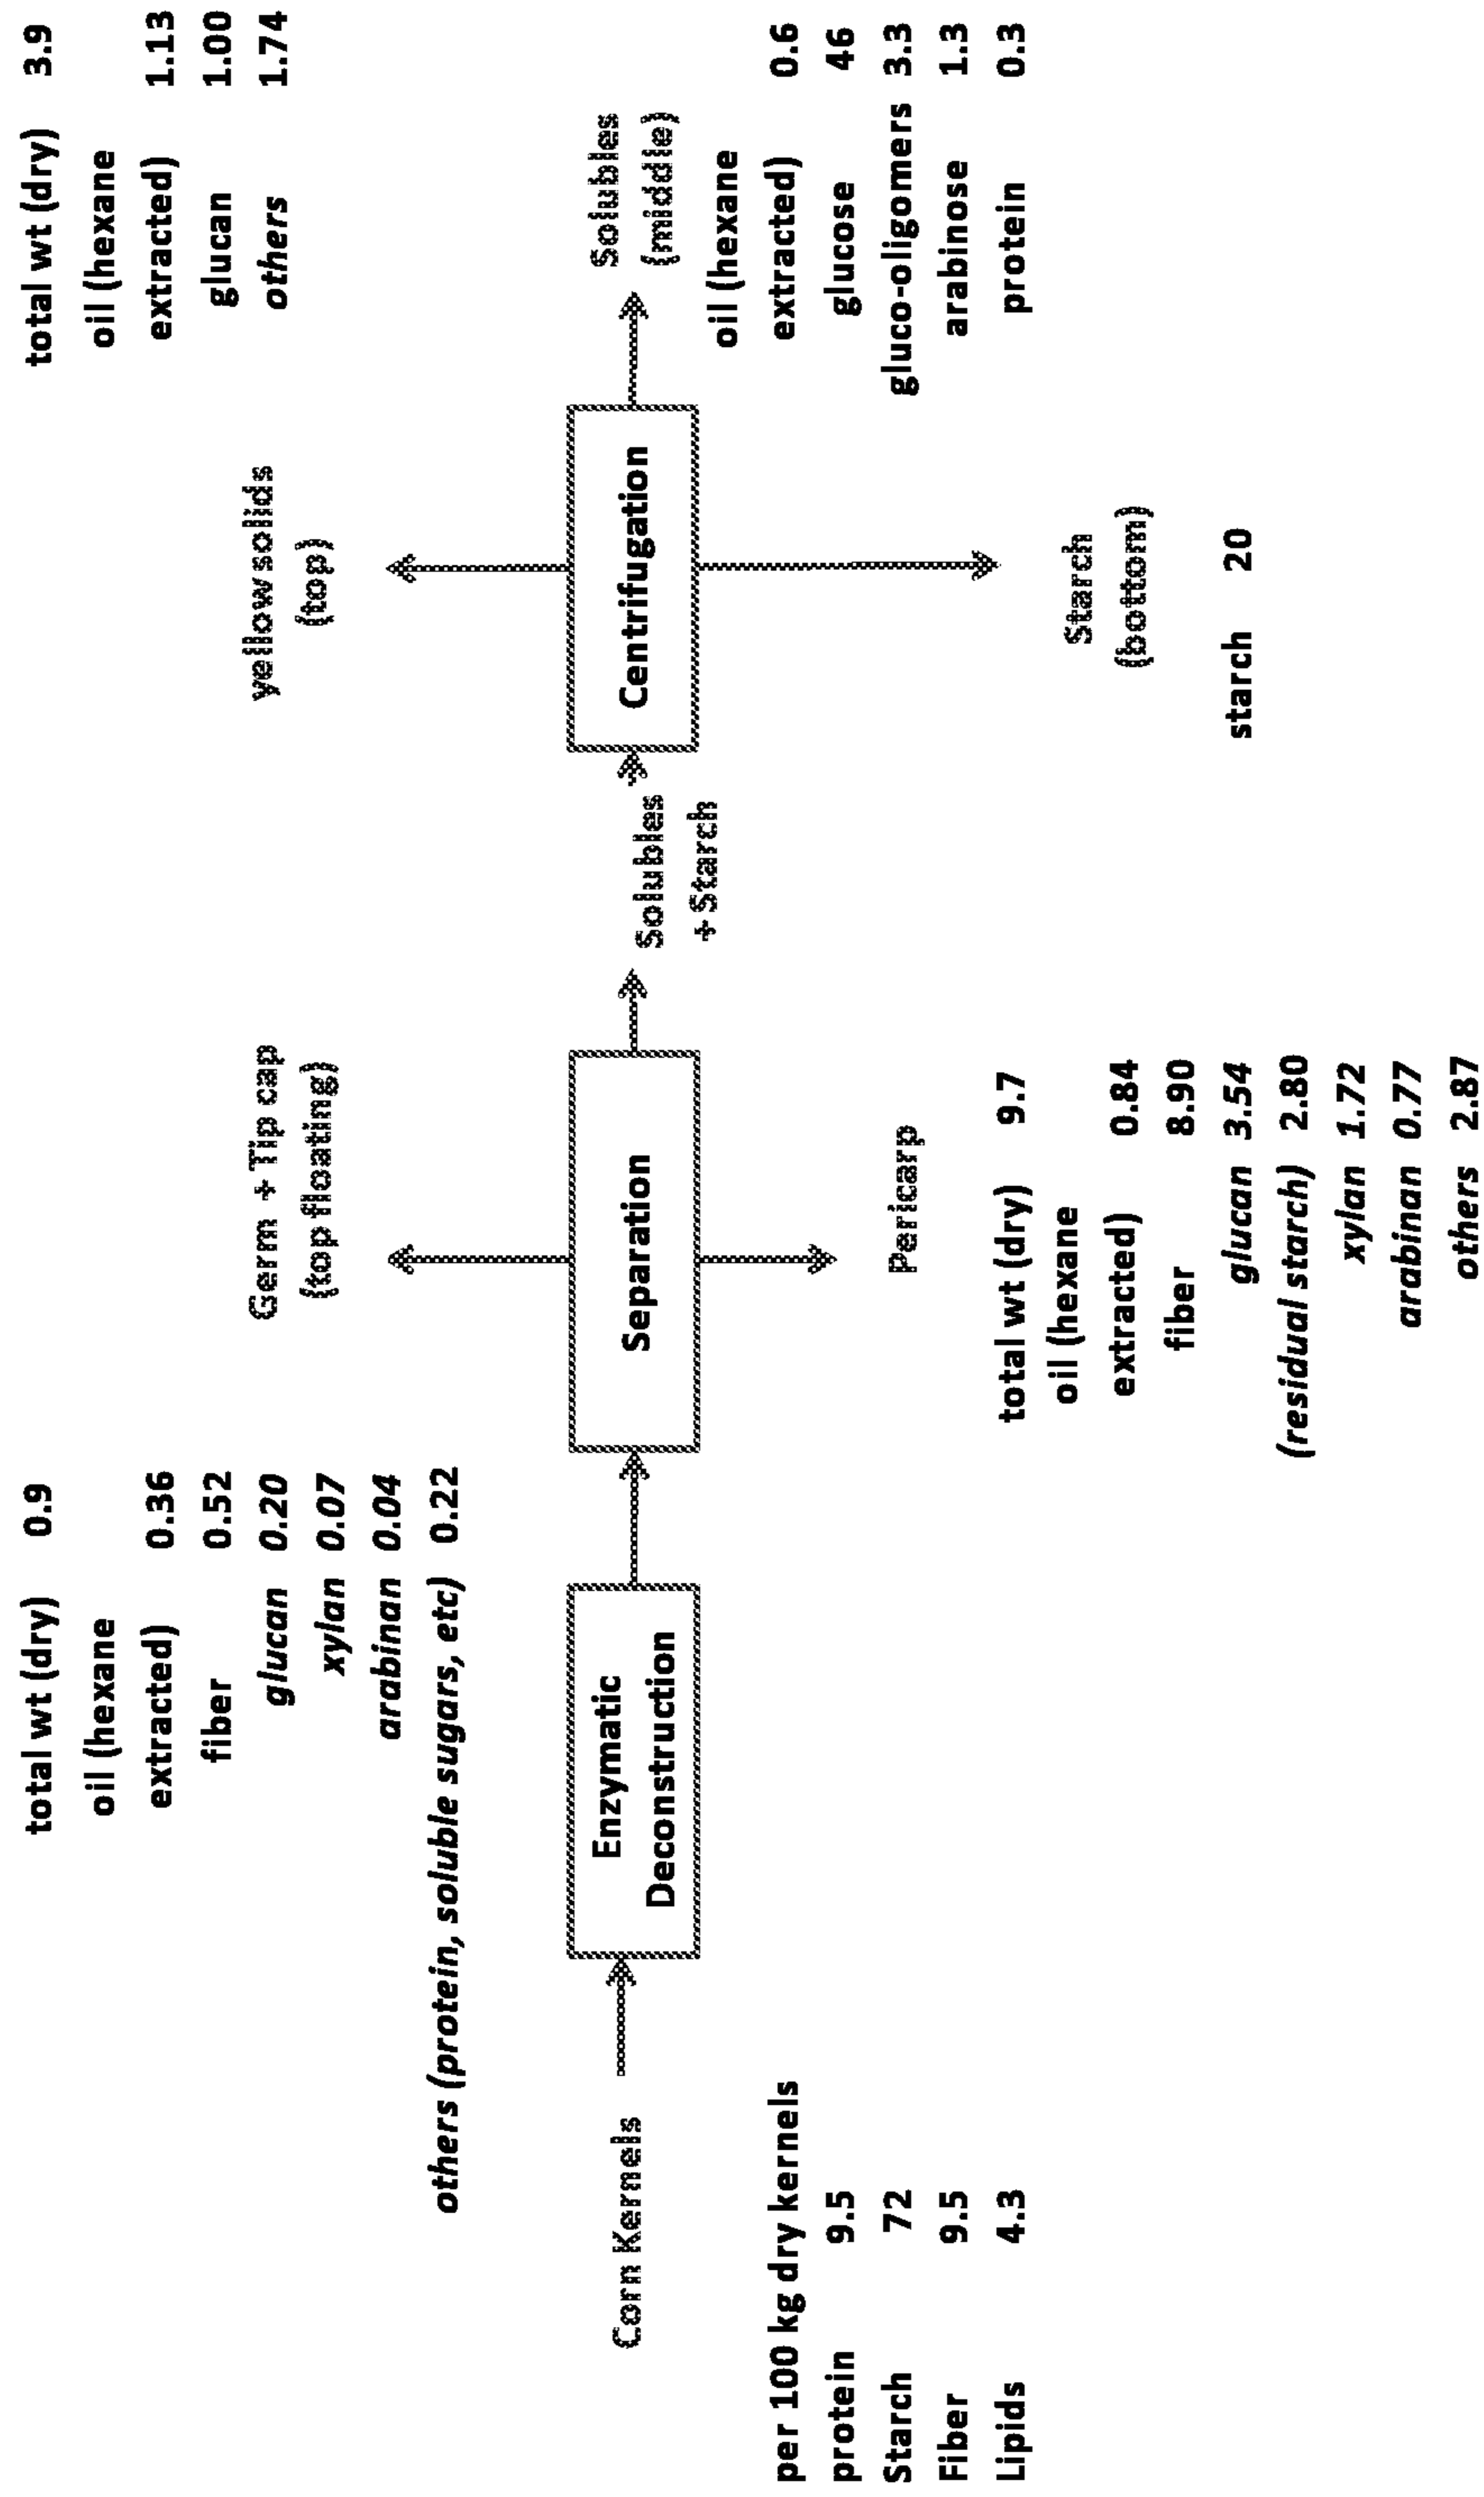 Corn Kernels
per 100 kg dry kernels
protein 9.5
Starch 72
Fiber 9.5
Lipids 4.3
Enzymatic
Deconstruction
total wt (dry) 0.9
oil (hexane
extracted) 0.36
fiber 0.52
glucan 0.20
xylan 0.07
arabinan 0.04
others (protein, soluble sugars, etc) 0.22
Germ + Tip cap
(top floating)
Separation
Pericarp
total wt (dry) 9.7
oil (hexane
extracted) 0.84
fiber 8.90
glucan 3.54
(residual starch) 2.80
xylan 1.72
arabinan 0.77
others 2.87
Solubles
+ Starch
yellow solids
(top)
Centrifugation
Starch
(bottom)
starch 20
total wt (dry) 3.9
oil (hexane
extracted) 1.13
glucan 1.00
others 1.74
Solubles
(middle)
oil (hexane
extracted) 0.6
glucose 46
gluco-oligomers 3.3
arabinose 1.3
protein 0.3